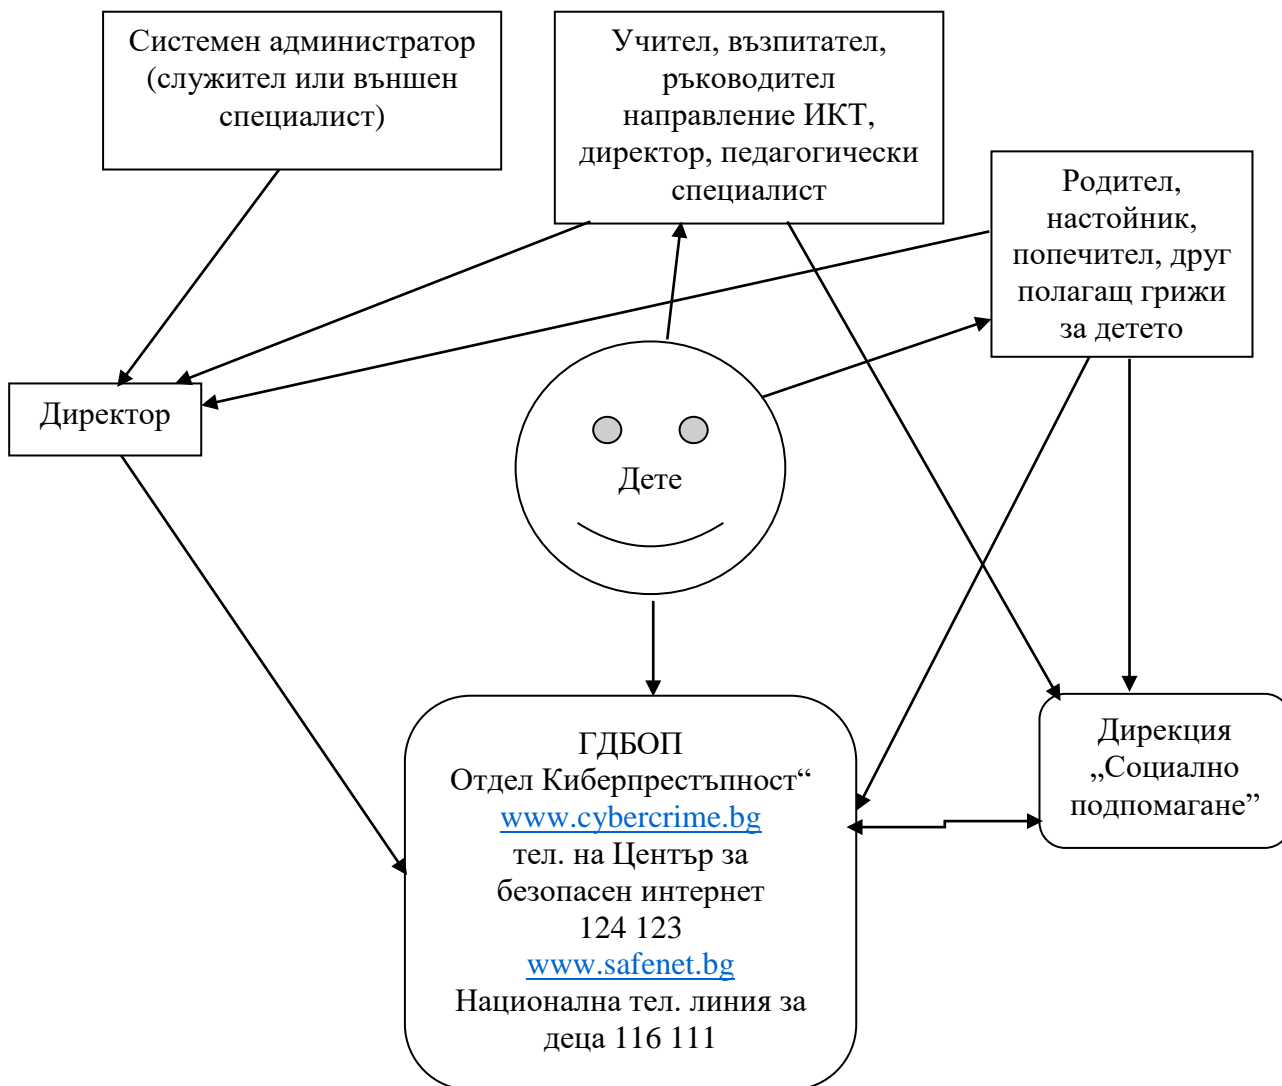 Системен администратор
(служител или външен
специалист)
Учител, възпитател,
ръководител
направление ИКТ,
директор, педагогически
специалист
Родител,
настойник,
попечител, друг
полагащ грижи
за детето
Директор
Дете
ГДБОП
Отдел Киберпрестъпност“
www.cybercrime.bg
тел. на Център за
безопасен интернет
124 123
www.safenet.bg
Национална тел. линия за
деца 116 111
Дирекция
„Социално
подпомагане”